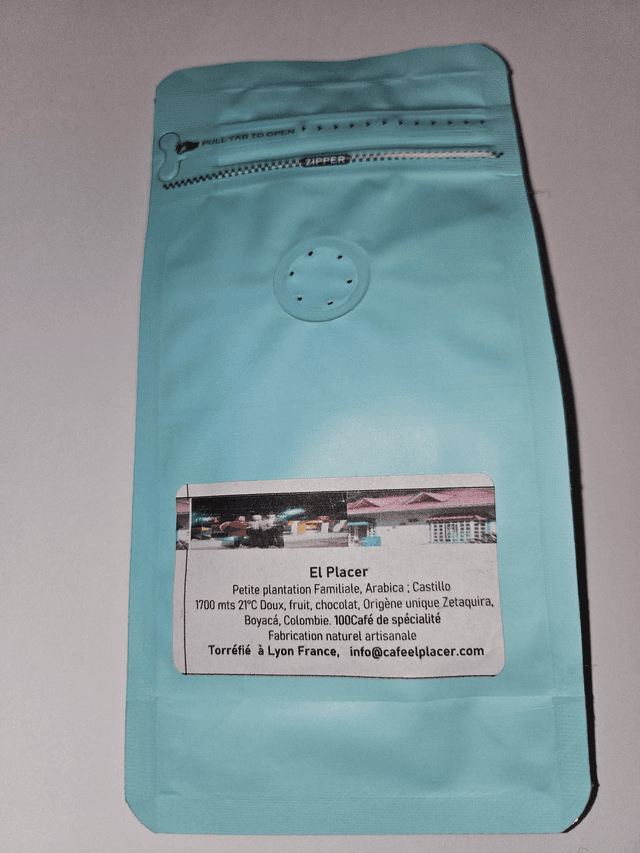 PULL TAB TO OPEN
ZIPPER
El Placer
Petite plantation Familiale, Arabica ; Castillo
1700 mts 21°C Doux, fruit, chocolat, Origène unique Zetaquira,
Boyacá, Colombie. 100Café de spécialité
Fabrication naturel artisanale
Torréfié à Lyon France, info@cafeelplacer.com